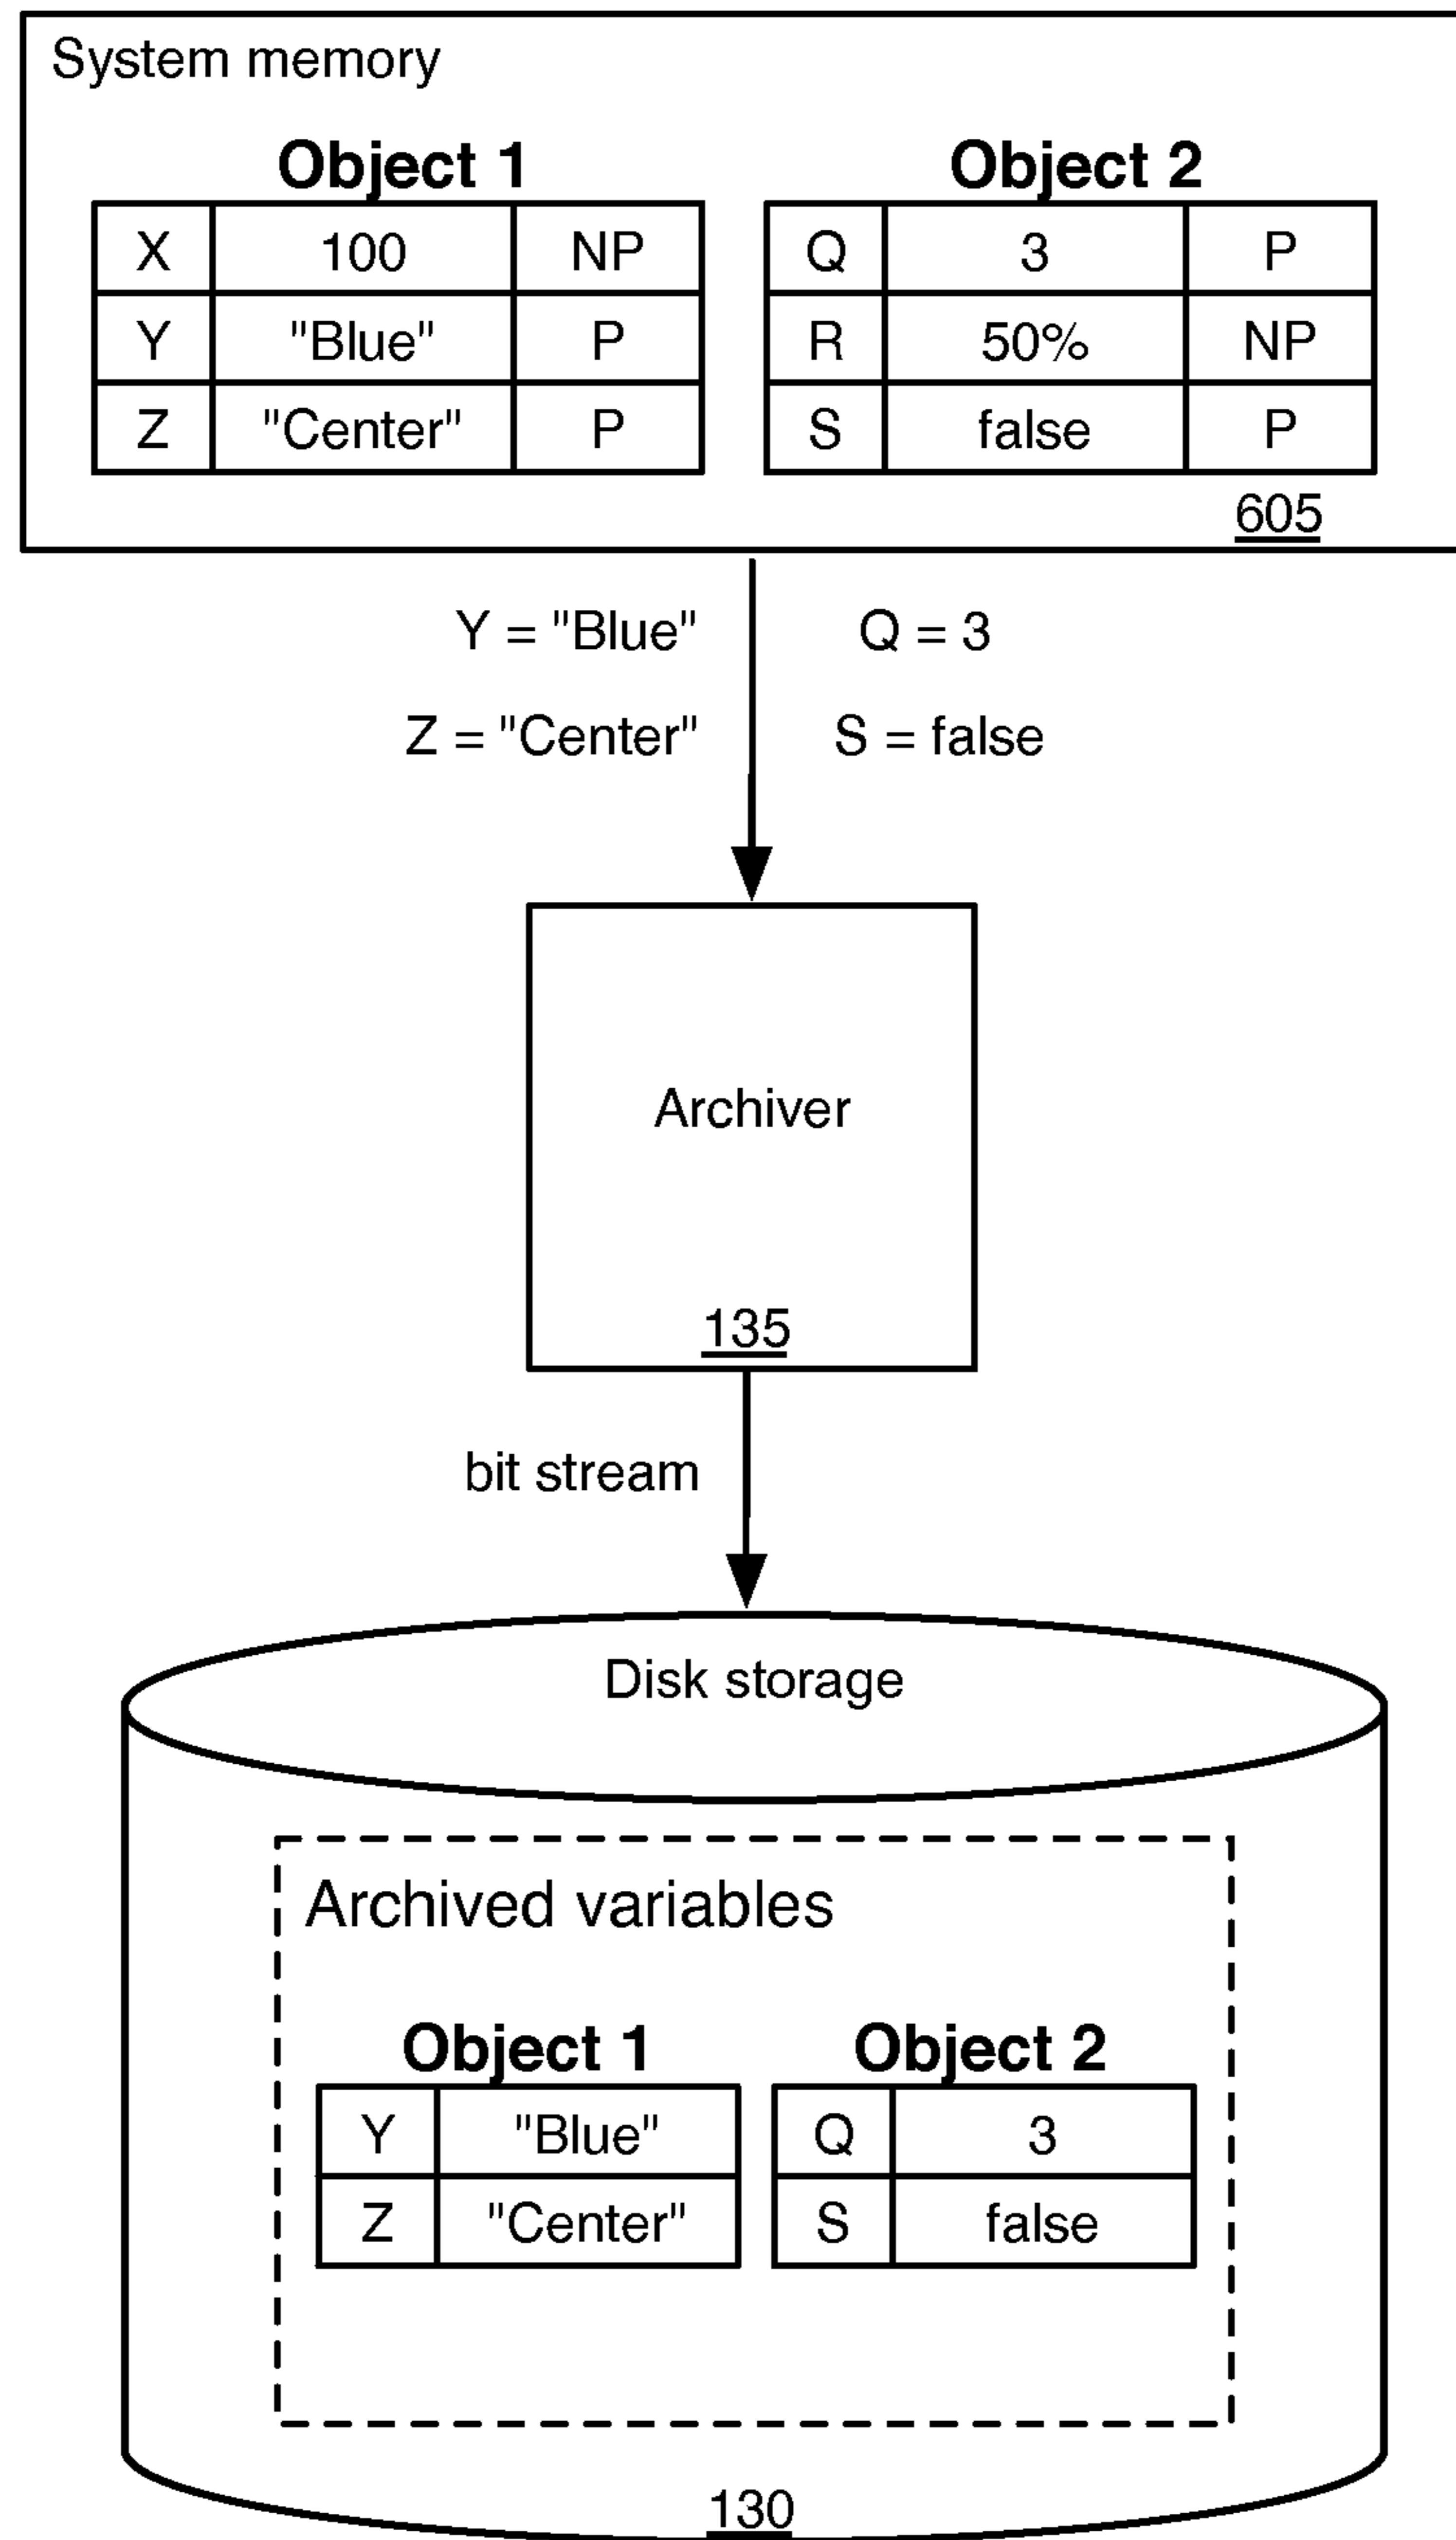 System memory
Object 1 Object 2
X 100 NP Q 3 P
Y "Blue" P R 50% NP
Z "Center" P S false P
605
Y = "Blue" Q = 3
Z = "Center" S = false
Archiver
135
bit stream
Disk storage
Archived variables
Object 1 Object 2
Y "Blue" Q 3
Z "Center" S false
130